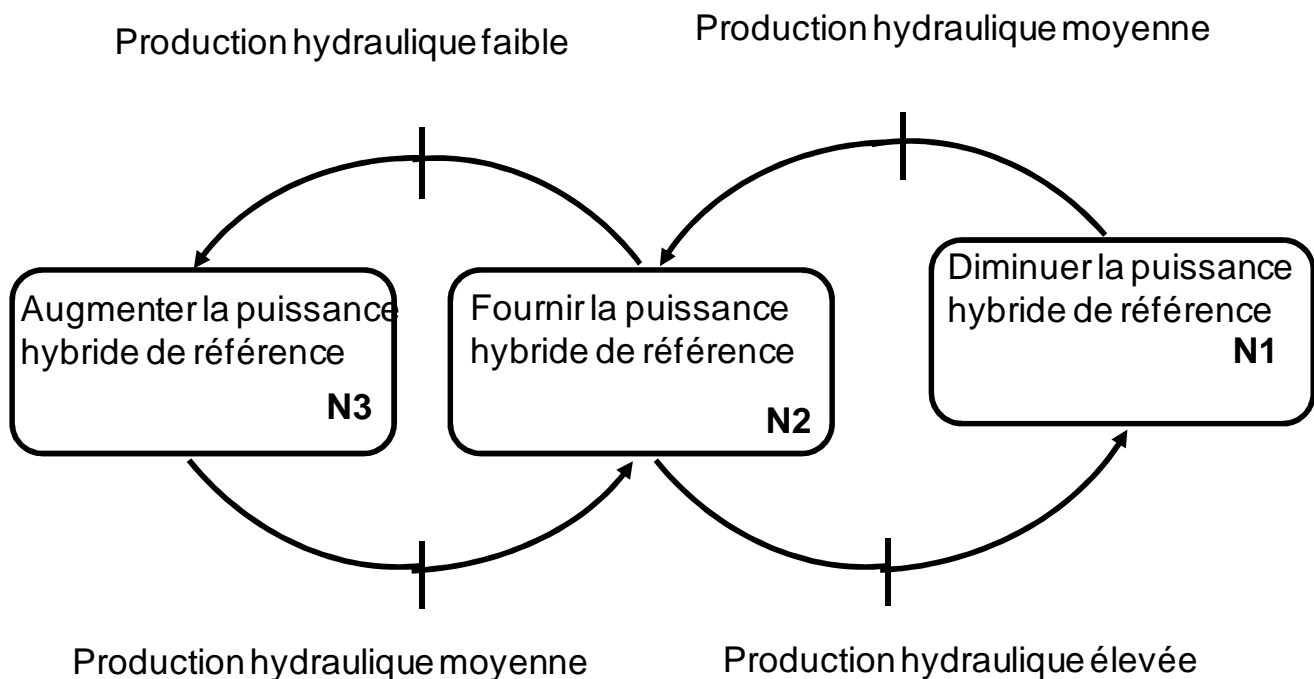 Production hydraulique faible
Production hydraulique moyenne
Augmenter la puissance
hybride de référence
N3
Fournir la puissance
hybride de référence
N2
Diminuer la puissance
hybride de référence
N1
Production hydraulique moyenne
Production hydraulique élevée